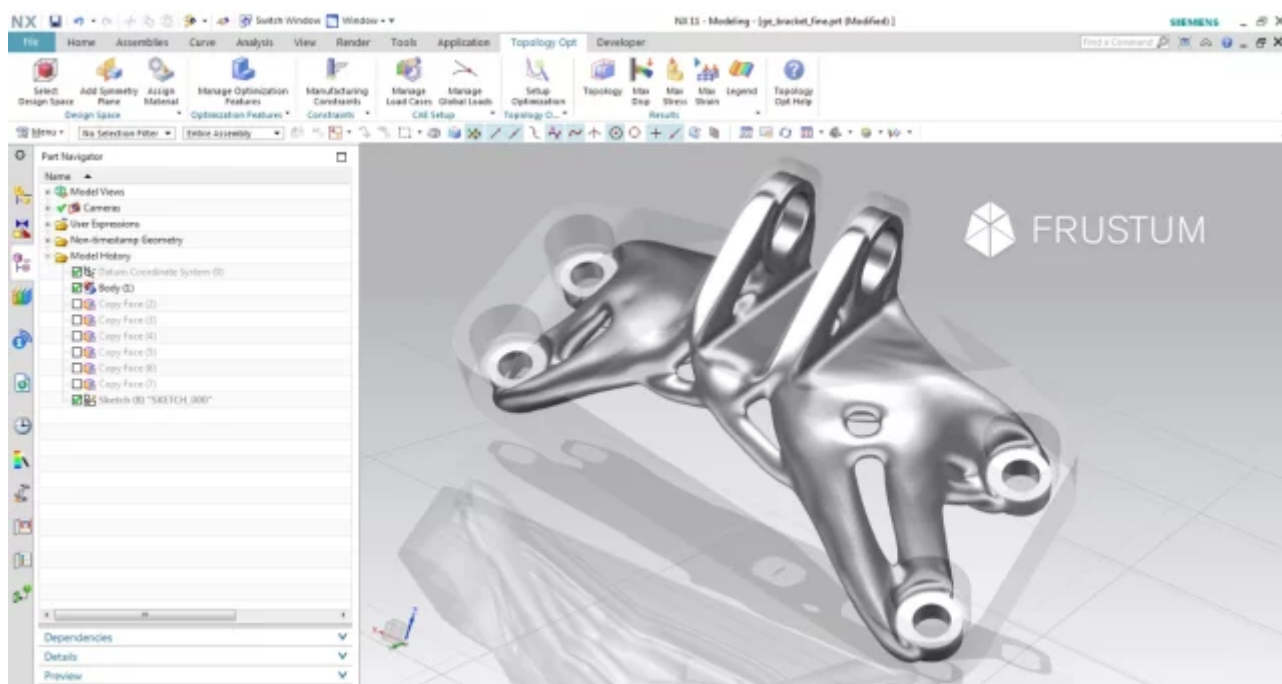 NX Switch Window Window NX 11 - Modeling - [ge_bracket_fine.prt (Modified) ] SIEMENS
File Home Assemblies Curve Analysis View Render Tools Application Topology Opt Developer Find a Command
Select Design Space Add Symmetry Plane Assign Material Manage Optimization Features Manufacturing Constraints Manage Load Cases Manage Global Loads Setup Optimization Topology Max Disp Max Stress Max Strain Legend Topology Opt Help
Design Space Optimization Features Constraints CAE Setup Topology O... Results
Menu No Selection Filter Entire Assembly
Part Navigator
Name
Model Views
Cameras
User Expressions
Non-timestamp Geometry
Model History
Datum Coordinate System (0)
Body (1)
Copy Face (2)
Copy Face (3)
Copy Face (4)
Copy Face (5)
Copy Face (6)
Copy Face (7)
Sketch (8) "SKETCH_000"
FRUSTUM
Dependencies
Details
Preview